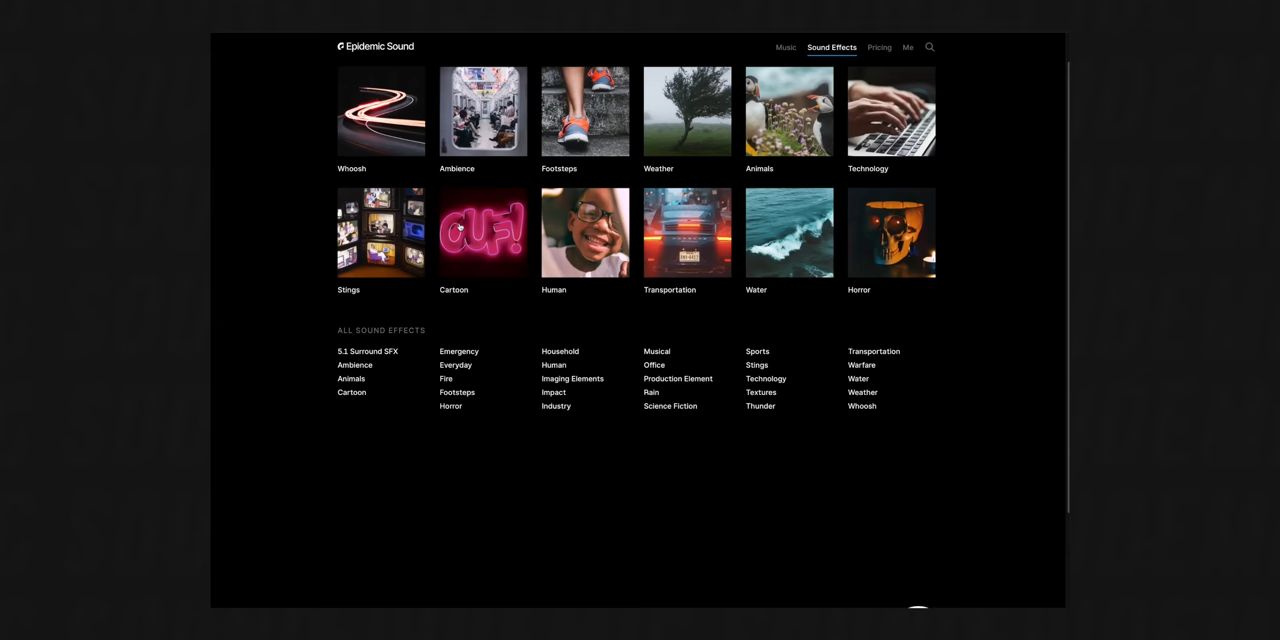 Epidemic Sound
Music Sound Effects Pricing Me
Whoosh Ambience Footsteps Weather Animals Technology
OUF!
Stings Cartoon Human Transportation Water Horror
ALL SOUND EFFECTS
5.1 Surround SFX Emergency Household Musical Sports Transportation
Ambience Everyday Human Office Stings Warfare
Animals Fire Imaging Elements Production Element Technology Water
Cartoon Footsteps Impact Rain Textures Weather
Horror Industry Science Fiction Thunder Whoosh